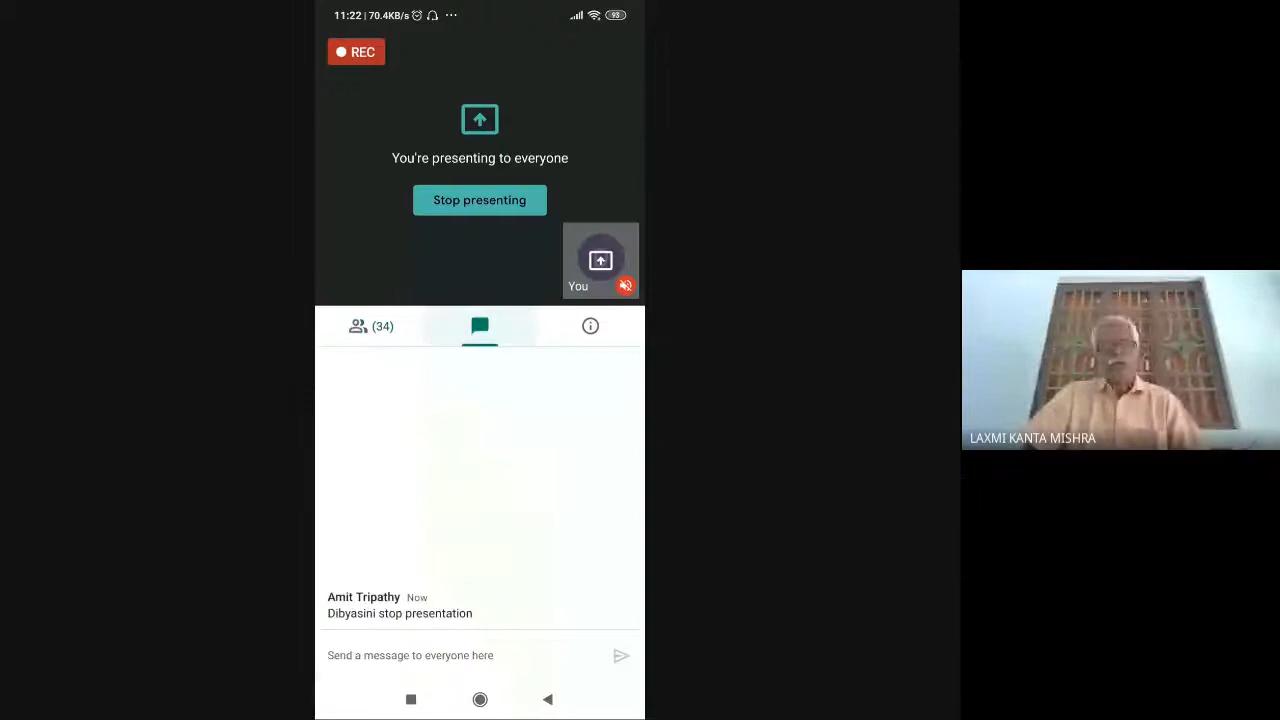 11:22 | 70.4KB/s ... 93
REC
You're presenting to everyone
Stop presenting
You
(34)
LAXMI KANTA MISHRA
Amit Tripathy Now
Dibyasini stop presentation
Send a message to everyone here